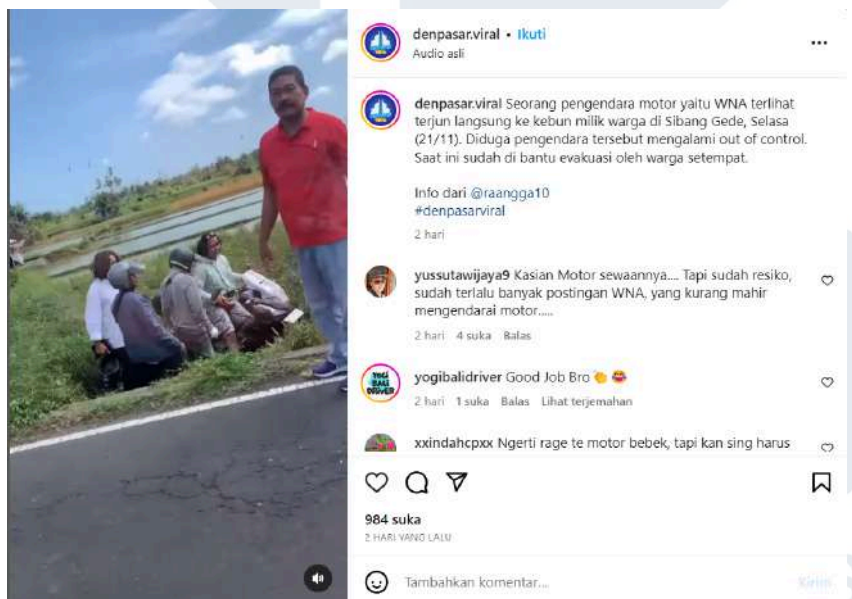 denpasar.viral • Ikuti
Audio asli
denpasar.viral Seorang pengendara motor yaitu WNA terlihat
terjun langsung ke kebun milik warga di Sibang Gede, Selasa
(21/11). Diduga pengendara tersebut mengalami out of control.
Saat ini sudah di bantu evakuasi oleh warga setempat.
Info dari @raangga10
#denpasarviral
2 hari
yussutawijaya9 Kasian Motor sewaannya.... Tapi sudah resiko,
sudah terlalu banyak postingan WNA, yang kurang mahir
mengendarai motor.....
2 hari 4 suka Balas
YOGI
BALI
DRIVER
yogibalidriver Good Job Bro 👏 😂
2 hari 1 suka Balas Lihat terjemahan
xxindahcpxx Ngerti rage te motor bebek, tapi kan sing harus
984 suka
2 HARI YANG LALU
Tambahkan komentar...
Kirim